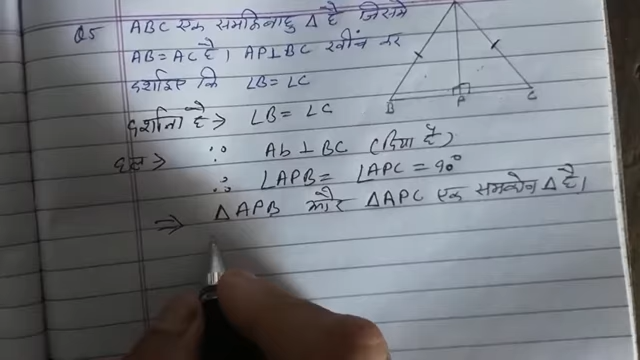 Q5 ABC एक समद्विबाहु Δ है जिसमें
AB = AC है। AP⊥BC खींच कर
दर्शाइए कि ∠B = ∠C
दर्शाना है → ∠B = ∠C
हल → ∵ Ab ⊥ BC (दिया है)
∴ ∠APB = ∠APC = 90°
⇒ ΔAPB और ΔAPC एक समकोण Δ है।
B P C